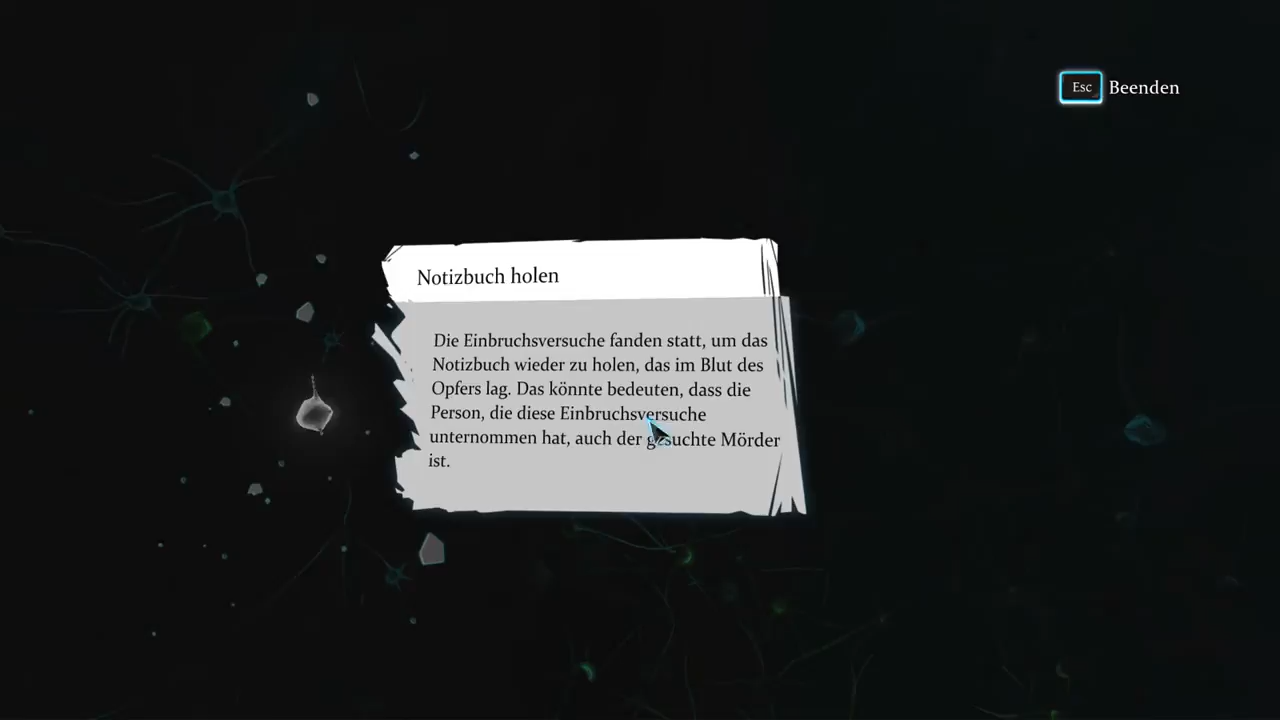 Esc Beenden
Notizbuch holen
Die Einbruchsversuche fanden statt, um das
Notizbuch wieder zu holen, das im Blut des
Opfers lag. Das könnte bedeuten, dass die
Person, die diese Einbruchsversuche
unternommen hat, auch der gesuchte Mörder
ist.